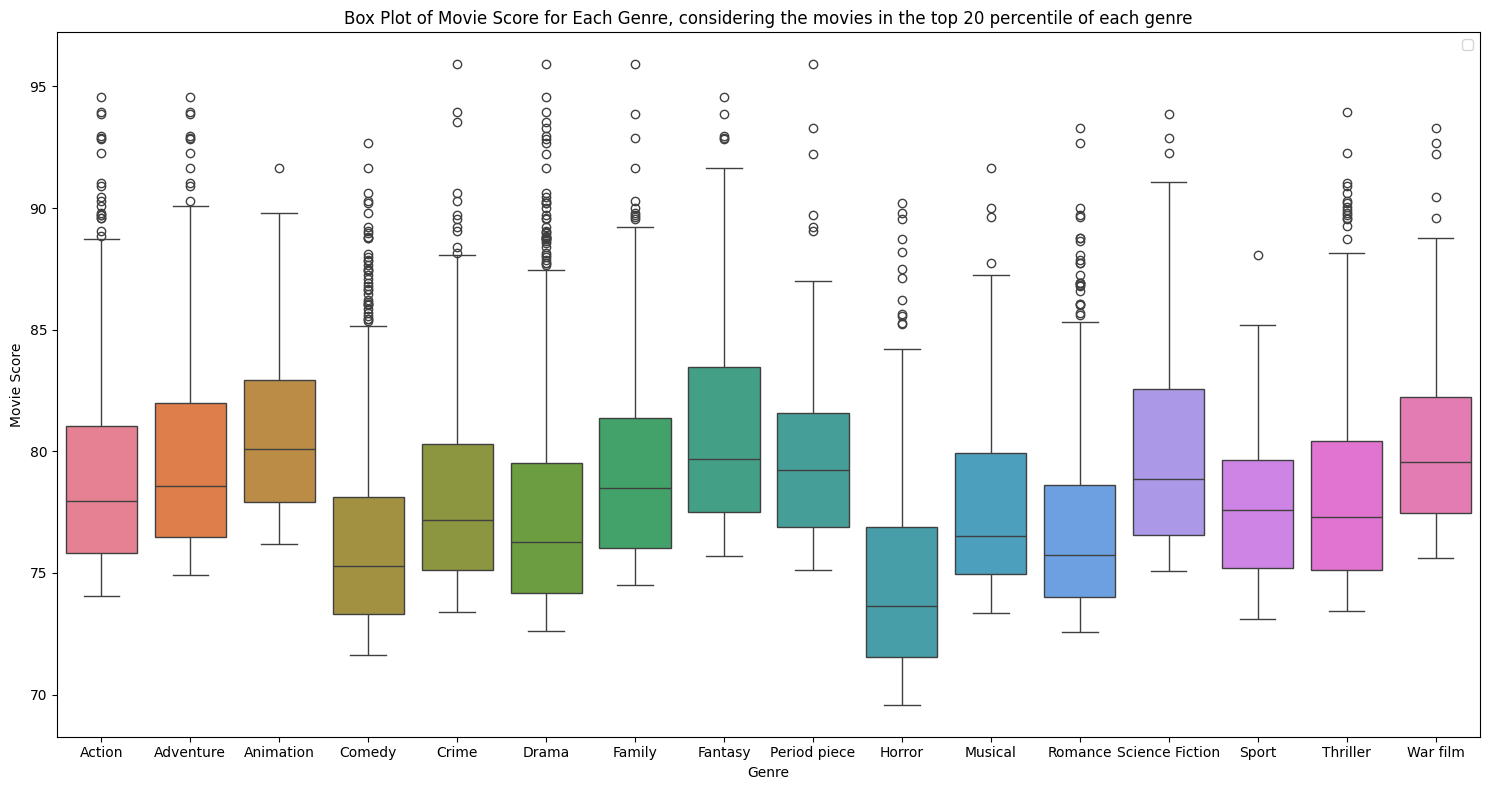 Box Plot of Movie Score for Each Genre, considering the movies in the top 20 percentile of each genre
Movie Score
95
90
85
80
75
70
Action Adventure Animation Comedy Crime Drama Family Fantasy Period piece Horror Musical Romance Science Fiction Sport Thriller War film
Genre